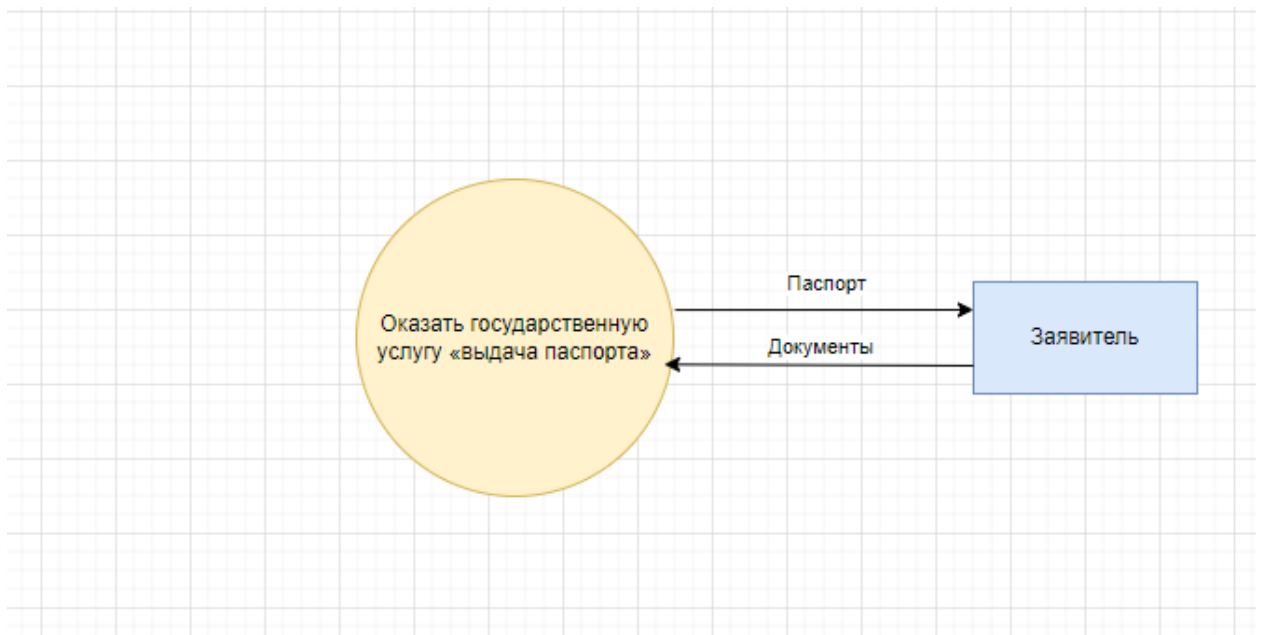 Паспорт
Оказать государственную
услугу «выдача паспорта»
Документы
Заявитель